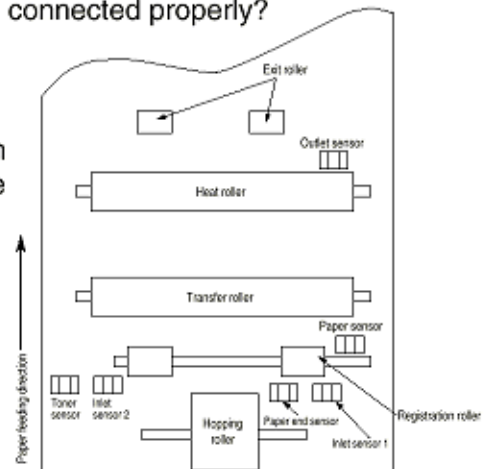 connected properly?
Exit roller
Outlet sensor
Heat roller
Transfer roller
Paper sensor
Paper feeding direction
Toner
sensor
Inlet
sensor 2
Hopping
roller
Paper end sensor
Inlet sensor 1
Registration roller